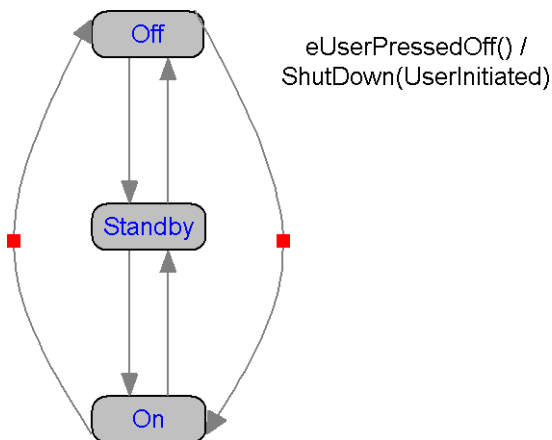 Off
eUserPressedOff() /
ShutDown(UserInitiated)
Standby
On